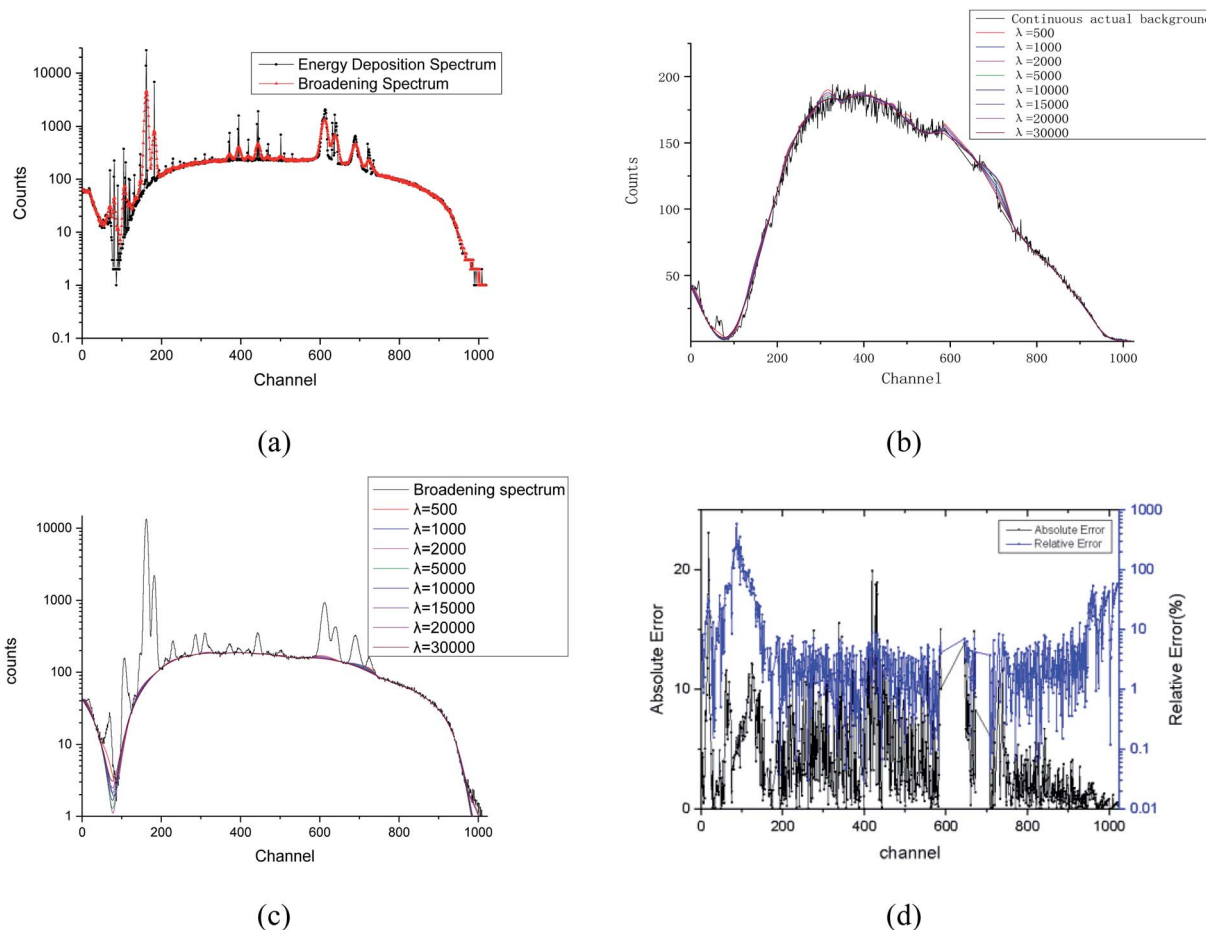 10000
1000
100
10
1
0.1
Counts
0
200
400
600
800
1000
Channel
Energy Deposition Spectrum
Broadening Spectrum
(a)
200
150
100
50
Counts
0
200
400
600
800
1000
Channel
Continuous actual background
λ=500
λ=1000
λ=2000
λ=5000
λ=10000
λ=15000
λ=20000
λ=30000
(b)
10000
1000
100
10
1
counts
0
200
400
600
800
1000
Channel
Broadening spectrum
λ=500
λ=1000
λ=2000
λ=5000
λ=10000
λ=15000
λ=20000
λ=30000
(c)
20
10
0
Absolute Error
0
200
400
600
800
1000
channel
Absolute Error
Relative Error
1000
100
10
1
0.1
0.01
Relative Error(%)
(d)